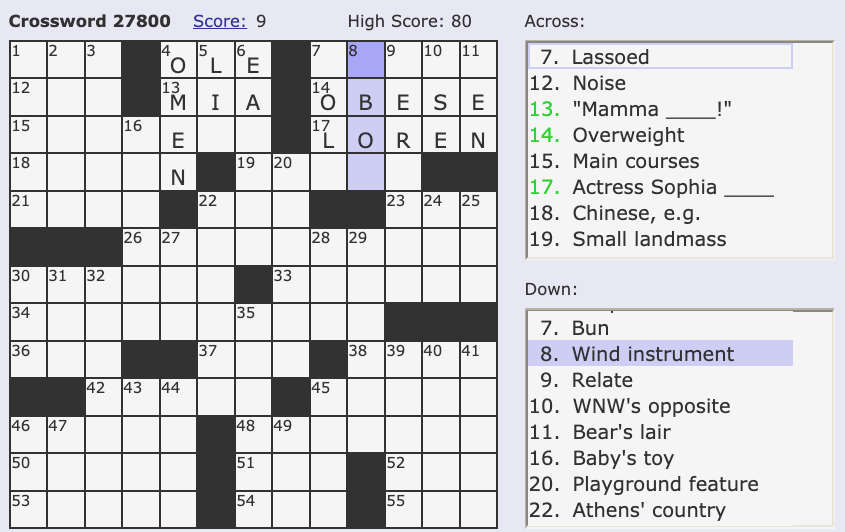 Crossword 27800 Score: 9 High Score: 80
1 2 3 4 O 5 L 6 E 7 8 9 10 11
12 13 M I A 14 O B E S E
15 16 E 17 L O R E N
18 N 19 20
21 22 23 24 25
26 27 28 29
30 31 32 33
34 35
36 37 38 39 40 41
42 43 44 45
46 47 48 49
50 51 52
53 54 55
Across:
7. Lassoed
12. Noise
13. "Mamma ____!"
14. Overweight
15. Main courses
17. Actress Sophia ____
18. Chinese, e.g.
19. Small landmass
Down:
7. Bun
8. Wind instrument
9. Relate
10. WNW's opposite
11. Bear's lair
16. Baby's toy
20. Playground feature
22. Athens' country